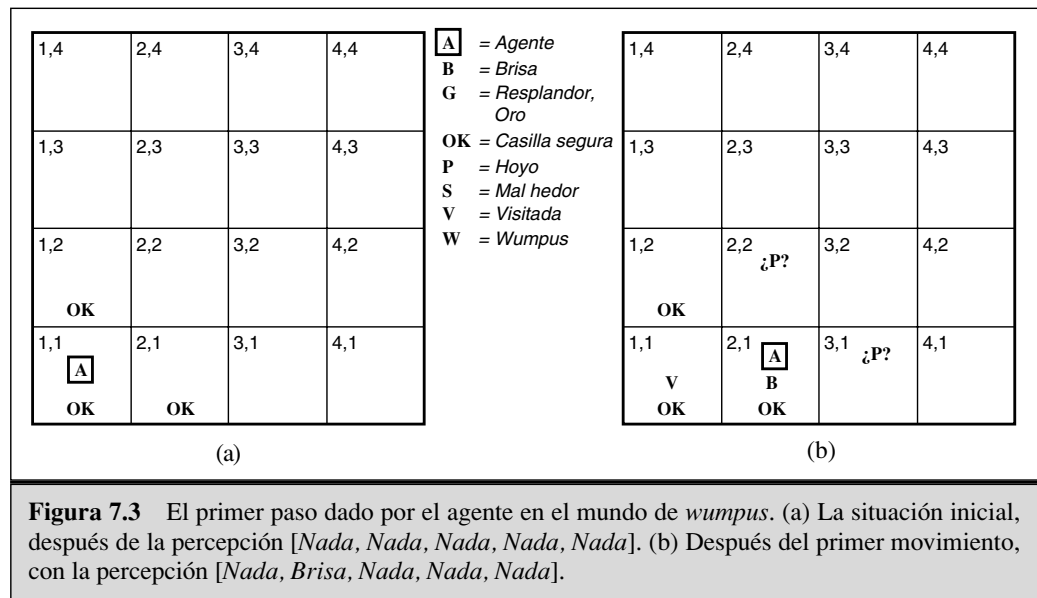 1,4 2,4 3,4 4,4
1,3 2,3 3,3 4,3
1,2 2,2 3,2 4,2
OK
1,1 2,1 3,1 4,1
A
OK OK
(a)
A = Agente
B = Brisa
G = Resplandor,
Oro
OK = Casilla segura
P = Hoyo
S = Mal hedor
V = Visitada
W = Wumpus
1,4 2,4 3,4 4,4
1,3 2,3 3,3 4,3
1,2 2,2 3,2 4,2
¿P?
OK
1,1 2,1 3,1 4,1
A ¿P?
V B
OK OK
(b)
Figura 7.3 El primer paso dado por el agente en el mundo de wumpus. (a) La situación inicial,
después de la percepción [Nada, Nada, Nada, Nada, Nada]. (b) Después del primer movimiento,
con la percepción [Nada, Brisa, Nada, Nada, Nada].